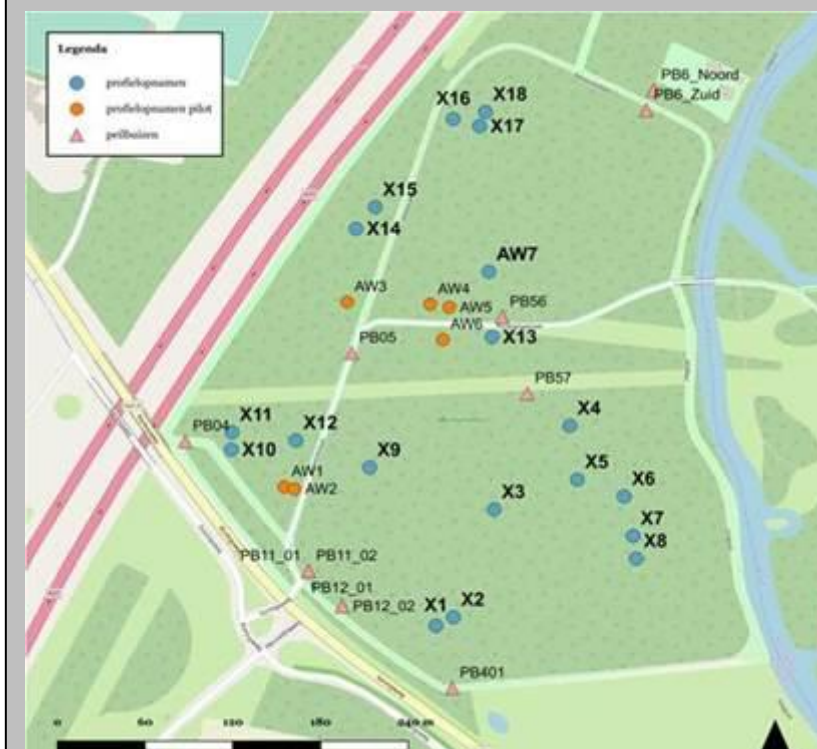 Legenda
profielopnamen
profielopnamen pilot
peilbuizen
PB6_Noord
PB6_Zuid
X18
X16
X17
X15
X14
AW7
AW3
AW4
AW5
PB56
AW6
X13
PB05
PB57
X11
X12
X4
PB04
X10
X9
X5
X6
AW1
AW2
X3
X7
X8
PB11_01
PB11_02
PB12_01
PB12_02
X1
X2
PB401
0 60 120 180 240 m